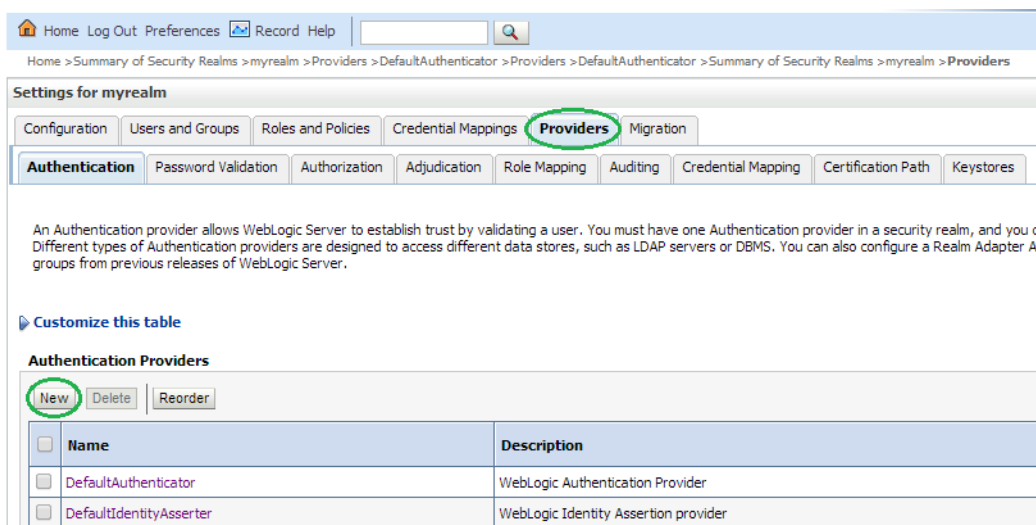 Home Log Out Preferences Record Help
Home >Summary of Security Realms >myrealm >Providers >DefaultAuthenticator >Providers >DefaultAuthenticator >Summary of Security Realms >myrealm >Providers
Settings for myrealm
Configuration Users and Groups Roles and Policies Credential Mappings Providers Migration
Authentication Password Validation Authorization Adjudication Role Mapping Auditing Credential Mapping Certification Path Keystores
An Authentication provider allows WebLogic Server to establish trust by validating a user. You must have one Authentication provider in a security realm, and you
Different types of Authentication providers are designed to access different data stores, such as LDAP servers or DBMS. You can also configure a Realm Adapter A
groups from previous releases of WebLogic Server.
Customize this table
Authentication Providers
New Delete Reorder
Name Description
DefaultAuthenticator WebLogic Authentication Provider
DefaultIdentityAsserter WebLogic Identity Assertion provider